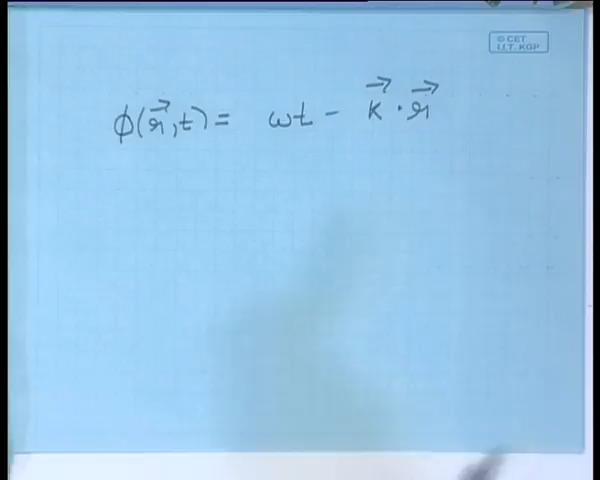 © CET
I.I.T. KGP
ϕ(r⃗,t) = ωt − k⃗ · r⃗